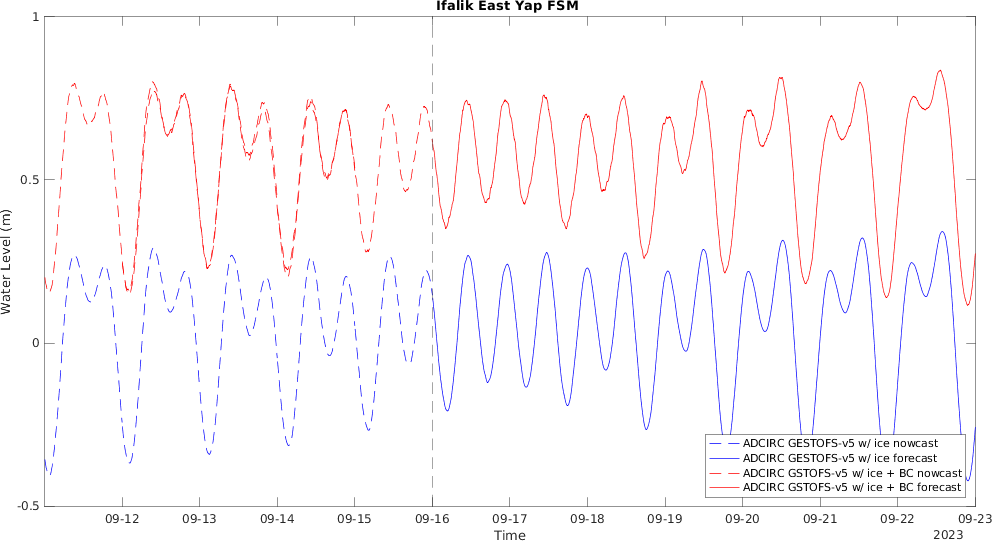 Ifalik East Yap FSM
1
0.5
0
-0.5
Water Level (m)
ADCIRC GESTOFS-v5 w/ ice nowcast
ADCIRC GESTOFS-v5 w/ ice forecast
ADCIRC GSTOFS-v5 w/ ice + BC nowcast
ADCIRC GSTOFS-v5 w/ ice + BC forecast
09-12 09-13 09-14 09-15 09-16 09-17 09-18 09-19 09-20 09-21 09-22 09-23
Time
2023